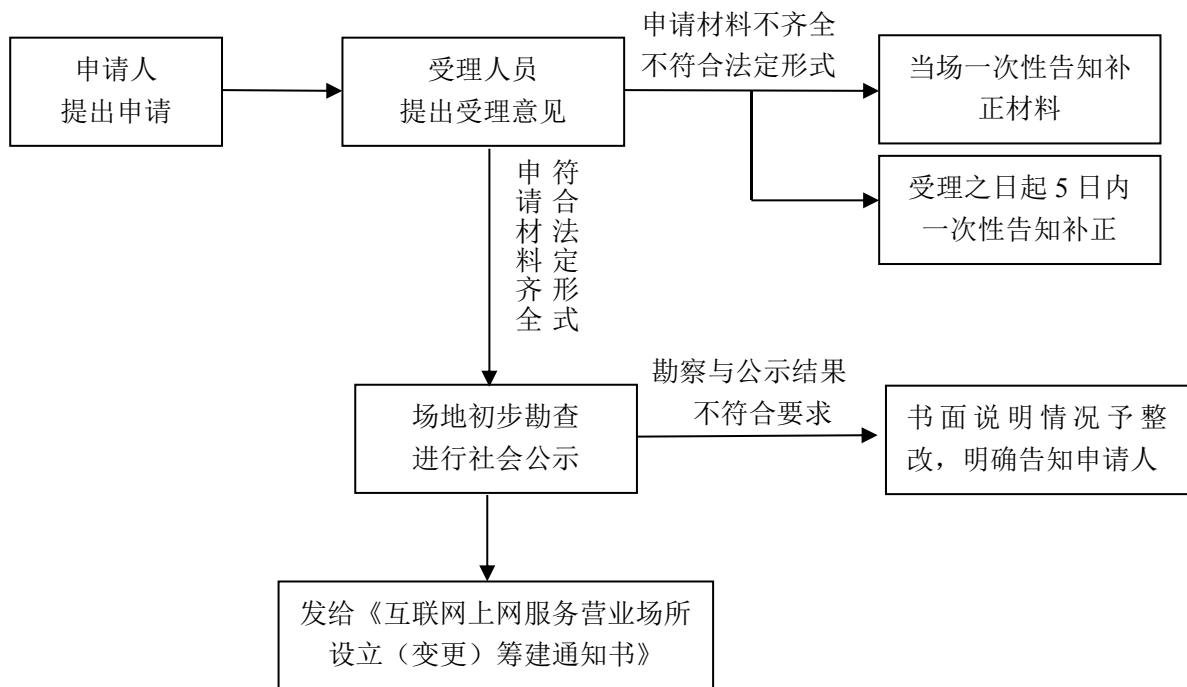 申请人
提出申请
受理人员
提出受理意见
申请材料不齐全
不符合法定形式
当场一次性告知补
正材料
受理之日起 5 日内
一次性告知补正
符合法定形式
申请材料齐全
场地初步勘查
进行社会公示
勘察与公示结果
不符合要求
书面说明情况予整
改，明确告知申请人
发给《互联网上网服务营业场所
设立（变更）筹建通知书》